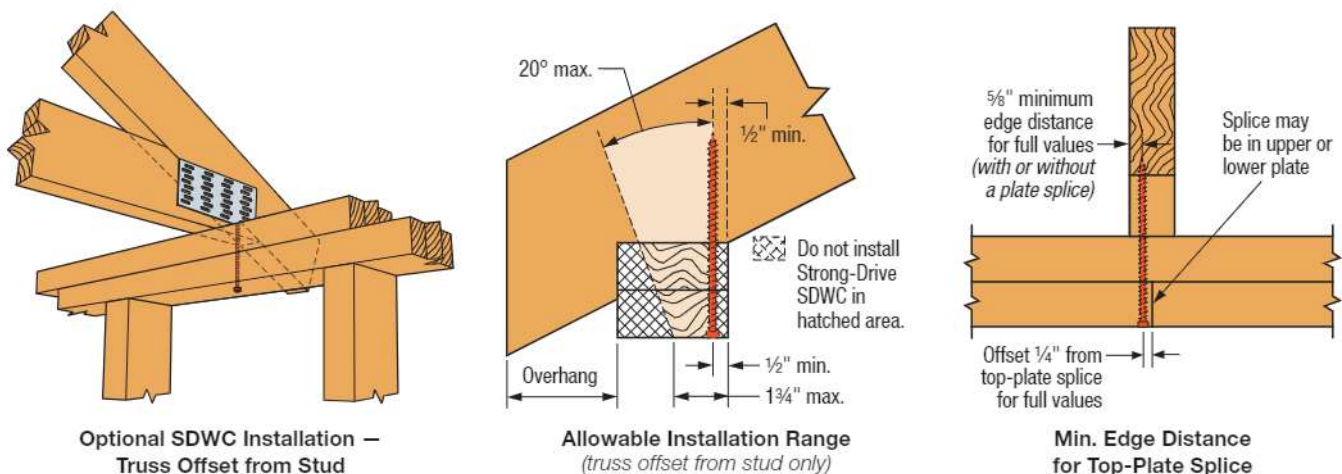 20° max.
½" min.
Do not install
Strong-Drive
SDWC in
hatched area.
½" min.
1¾" max.
Overhang
⅝" minimum
edge distance
for full values
(with or without
a plate splice)
Splice may
be in upper or
lower plate
Offset ¼" from
top-plate splice
for full values
Optional SDWC Installation —
Truss Offset from Stud
Allowable Installation Range
(truss offset from stud only)
Min. Edge Distance
for Top-Plate Splice